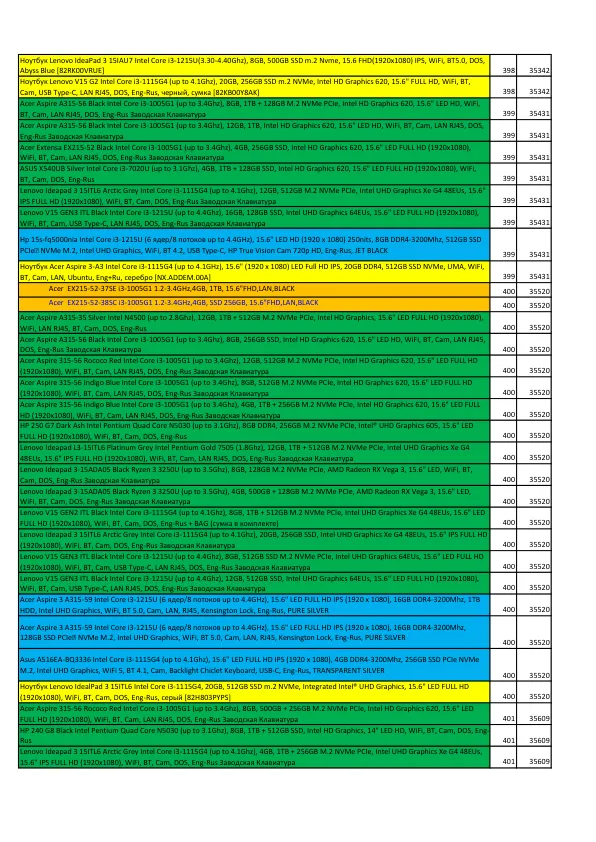 Ноутбук Lenovo IdeaPad 3 15IAU7 Intel Core i3-1215U(3.30-4.40Ghz), 8GB, 500GB SSD m.2 Nvme, 15.6 FHD(1920x1080) IPS, WiFi, BT5.0, DOS,
Abyss Blue [82RK00VRUE] 398 35342
Ноутбук Lenovo V15 G2 Intel Core i3-1115G4 (up to 4.1Ghz), 20GB, 256GB SSD m.2 NVMe, Intel HD Graphics 620, 15.6" FULL HD, WiFi, BT,
Cam, USB Type-C, LAN RJ45, DOS, Eng-Rus, черный, сумка [82KB00Y8AK] 398 35342
Acer Aspire A315-56 Black Intel Core i3-1005G1 (up to 3.4Ghz), 8GB, 1TB + 128GB M.2 NVMe PCIe, Intel HD Graphics 620, 15.6" LED HD, WiFi,
BT, Cam, LAN RJ45, DOS, Eng-Rus Заводская Клавиатура 399 35431
Acer Aspire A315-56 Black Intel Core i3-1005G1 (up to 3.4Ghz), 12GB, 1TB, Intel HD Graphics 620, 15.6" LED HD, WiFi, BT, Cam, LAN RJ45, DOS,
Eng-Rus Заводская Клавиатура 399 35431
Acer Extensa EX215-52 Black Intel Core i3-1005G1 (up to 3.4Ghz), 4GB, 256GB SSD, Intel HD Graphics 620, 15.6" LED FULL HD (1920x1080),
WiFi, BT, Cam, LAN RJ45, DOS, Eng-Rus Заводская Клавиатура 399 35431
ASUS X540UB Silver Intel Core i3-7020U (up to 3.1Ghz), 4GB, 1TB + 128GB SSD, Intel HD Graphics 620, 15.6" LED FULL HD (1920x1080), WiFi,
BT, Cam, DOS, Eng-Rus 399 35431
Lenovo Ideapad 3 15ITL6 Arctic Grey Intel Core i3-1115G4 (up to 4.1Ghz), 12GB, 512GB M.2 NVMe PCIe, Intel UHD Graphics Xe G4 48EUs, 15.6"
IPS FULL HD (1920x1080), WiFi, BT, Cam, DOS, Eng-Rus Заводская Клавиатура 399 35431
Lenovo V15 GEN3 ITL Black Intel Core i3-1215U (up to 4.4Ghz), 16GB, 128GB SSD, Intel UHD Graphics 64EUs, 15.6" LED FULL HD (1920x1080),
WiFi, BT, Cam, USB Type-C, LAN RJ45, DOS, Eng-Rus Заводская Клавиатура 399 35431
Hp 15s-fq5000nia Intel Core i3-1215U (6 ядер/8 потоков up to 4.4GHz), 15.6" LED HD (1920 x 1080) 250nits, 8GB DDR4-3200Mhz, 512GB SSD
PCIe NVMe M.2, Intel UHD Graphics, WiFi, BT 4.2, USB Type-C, HP True Vision Cam 720p HD, Eng-Rus, JET BLACK 399 35431
Ноутбук Acer Aspire 3-A3 Intel Core i3-1115G4 (up to 4.1GHz), 15.6" (1920 x 1080) LED Full HD IPS, 20GB DDR4, 512GB SSD NVMe, UMA, WiFi,
BT, Cam, LAN, Ubuntu, Eng+Ru, серебро [NX.ADDEM.00A] 399 35431
Acer EX215-52-37SE i3-1005G1 1.2-3.4GHz,4GB, 1TB, 15.6"FHD,LAN,BLACK 400 35520
Acer EX215-52-38SC i3-1005G1 1.2-3.4GHz,4GB, SSD 256GB, 15.6"FHD,LAN,BLACK 400 35520
Acer Aspire A315-35 Silver Intel N4500 (up to 2.8Ghz), 12GB, 1TB + 512GB M.2 NVMe PCIe, Intel HD Graphics, 15.6" LED FULL HD (1920x1080),
WiFi, LAN RJ45, BT, Cam, DOS, Eng-Rus 400 35520
Acer Aspire A315-56 Black Intel Core i3-1005G1 (up to 3.4Ghz), 8GB, 256GB SSD, Intel HD Graphics 620, 15.6" LED HD, WiFi, BT, Cam, LAN RJ45,
DOS, Eng-Rus Заводская Клавиатура 400 35520
Acer Aspire 315-56 Rococo Red Intel Core i3-1005G1 (up to 3.4Ghz), 12GB, 512GB M.2 NVMe PCIe, Intel HD Graphics 620, 15.6" LED FULL HD
(1920x1080), WiFi, BT, Cam, LAN RJ45, DOS, Eng-Rus Заводская Клавиатура 400 35520
Acer Aspire 315-56 Indigo Blue Intel Core i3-1005G1 (up to 3.4Ghz), 8GB, 512GB M.2 NVMe PCIe, Intel HD Graphics 620, 15.6" LED FULL HD
(1920x1080), WiFi, BT, Cam, LAN RJ45, DOS, Eng-Rus Заводская Клавиатура 400 35520
Acer Aspire 315-56 Indigo Blue Intel Core i3-1005G1 (up to 3.4Ghz), 4GB, 1TB + 256GB M.2 NVMe PCIe, Intel HD Graphics 620, 15.6" LED FULL
HD (1920x1080), WiFi, BT, Cam, LAN RJ45, DOS, Eng-Rus Заводская Клавиатура 400 35520
HP 250 G7 Dark Ash Intel Pentium Quad Core N5030 (up to 3.1Ghz), 8GB DDR4, 256GB M.2 NVMe PCIe, Intel® UHD Graphics 605, 15.6" LED
FULL HD (1920x1080), WiFi, BT, Cam, DOS, Eng-Rus 400 35520
Lenovo Ideapad L3-15ITL6 Platinum Grey Intel Pentium Gold 7505 (1.8Ghz), 12GB, 1TB + 512GB M.2 NVMe PCIe, Intel UHD Graphics Xe G4
48EUs, 15.6" IPS FULL HD (1920x1080), WiFi, BT, Cam, DOS, Eng-Rus Заводская Клавиатура 400 35520
Lenovo Ideapad 3-15ADA05 Black Ryzen 3 3250U (up to 3.5Ghz), 8GB, 128GB M.2 NVMe PCIe, AMD Radeon RX Vega 3, 15.6" LED, WiFi, BT,
Cam, DOS, Eng-Rus Заводская Клавиатура 400 35520
Lenovo Ideapad 3-15ADA05 Black Ryzen 3 3250U (up to 3.5Ghz), 4GB, 500GB + 128GB M.2 NVMe PCIe, AMD Radeon RX Vega 3, 15.6" LED,
WiFi, BT, Cam, DOS, Eng-Rus Заводская Клавиатура 400 35520
Lenovo V15 GEN2 ITL Black Intel Core i3-1115G4 (up to 4.1Ghz), 8GB, 1TB + 512GB M.2 NVMe PCIe, Intel UHD Graphics Xe G4 48EUs, 15.6" LED
FULL HD (1920x1080), WiFi, BT, Cam, DOS, Eng-Rus + BAG (сумка в комплекте) 400 35520
Lenovo Ideapad 3 15ITL6 Arctic Grey Intel Core i3-1115G4 (up to 4.1Ghz), 20GB, 256GB SSD, Intel UHD Graphics Xe G4 48EUs, 15.6" IPS FULL HD
(1920x1080), WiFi, BT, Cam, DOS, Eng-Rus Заводская Клавиатура 400 35520
Lenovo V15 GEN3 ITL Black Intel Core i3-1215U (up to 4.4Ghz), 8GB, 512GB SSD M.2 NVMe PCIe, Intel UHD Graphics 64EUs, 15.6" LED FULL HD
(1920x1080), WiFi, BT, Cam, USB Type-C, LAN RJ45, DOS, Eng-Rus Заводская Клавиатура 400 35520
Lenovo V15 GEN3 ITL Black Intel Core i3-1215U (up to 4.4Ghz), 12GB, 512GB SSD, Intel UHD Graphics 64EUs, 15.6" LED FULL HD (1920x1080),
WiFi, BT, Cam, USB Type-C, LAN RJ45, DOS, Eng-Rus Заводская Клавиатура 400 35520
Acer Aspire 3 A315-59 Intel Core i3-1215U (6 ядер/8 потоков up to 4.4GHz), 15.6" LED FULL HD IPS (1920 x 1080), 16GB DDR4-3200Mhz, 1TB
HDD, Intel UHD Graphics, WiFi, BT 5.0, Cam, LAN, RJ45, Kensington Lock, Eng-Rus, PURE SILVER 400 35520
Acer Aspire 3 A315-59 Intel Core i3-1215U (6 ядер/8 потоков up to 4.4GHz), 15.6" LED FULL HD IPS (1920 x 1080), 16GB DDR4-3200Mhz,
128GB SSD PCIe NVMe M.2, Intel UHD Graphics, WiFi, BT 5.0, Cam, LAN, RJ45, Kensington Lock, Eng-Rus, PURE SILVER 400 35520
Asus A516EA-BQ3336 Intel Core i3-1115G4 (up to 4.1GHz), 15.6" LED FULL HD IPS (1920 x 1080), 4GB DDR4-3200Mhz, 256GB SSD PCIe NVMe
M.2, Intel UHD Graphics, WiFi 5, BT 4.1, Cam, Backlight Chiclet Keyboard, USB-C, Eng-Rus, TRANSPARENT SILVER 400 35520
Ноутбук Lenovo IdealPad 3 15ITL6 Intel Core i3-1115G4, 20GB, 512GB SSD m.2 NVMe, Integrated Intel® UHD Graphics, 15.6" LED FULL HD
(1920x1080), WiFi, BT, Cam, DOS, Eng-Rus, серый [82H803PYPS] 400 35520
Acer Aspire 315-56 Rococo Red Intel Core i3-1005G1 (up to 3.4Ghz), 8GB, 500GB + 256GB M.2 NVMe PCIe, Intel HD Graphics 620, 15.6" LED
FULL HD (1920x1080), WiFi, BT, Cam, LAN RJ45, DOS, Eng-Rus Заводская Клавиатура 401 35609
HP 240 G8 Black Intel Pentium Quad Core N5030 (up to 3.1Ghz), 8GB, 1TB + 512GB SSD, Intel HD Graphics, 14" LED HD, WiFi, BT, Cam, DOS, Eng-
Rus 401 35609
Lenovo Ideapad 3 15ITL6 Arctic Grey Intel Core i3-1115G4 (up to 4.1Ghz), 4GB, 1TB + 256GB M.2 NVMe PCIe, Intel UHD Graphics Xe G4 48EUs,
15.6" IPS FULL HD (1920x1080), WiFi, BT, Cam, DOS, Eng-Rus Заводская Клавиатура 401 35609